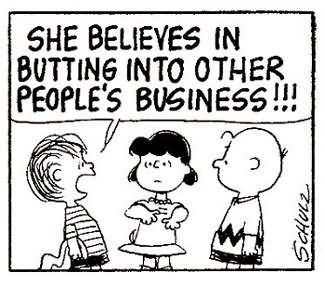 SHE BELIEVES IN
BUTTING INTO OTHER
PEOPLE'S BUSINESS!!!
SCHULZ